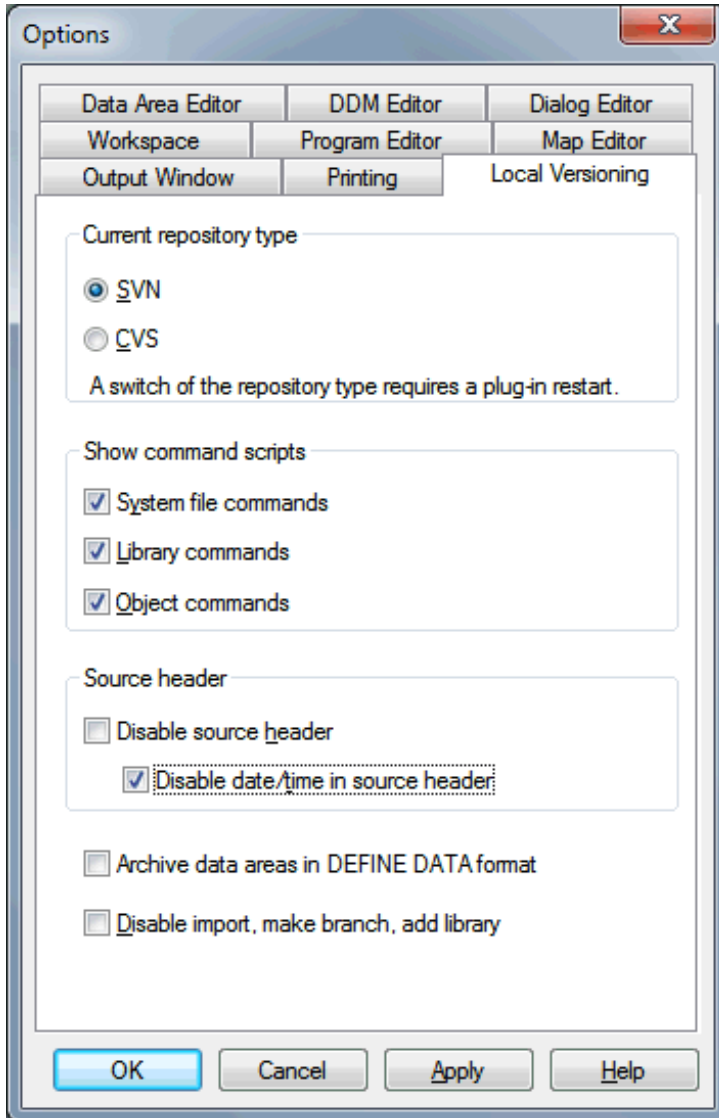 Options
Data Area Editor DDM Editor Dialog Editor
Workspace Program Editor Map Editor
Output Window Printing Local Versioning
Current repository type
SVN
CVS
A switch of the repository type requires a plug-in restart.
Show command scripts
System file commands
Library commands
Object commands
Source header
Disable source header
Disable date/time in source header
Archive data areas in DEFINE DATA format
Disable import, make branch, add library
OK Cancel Apply Help